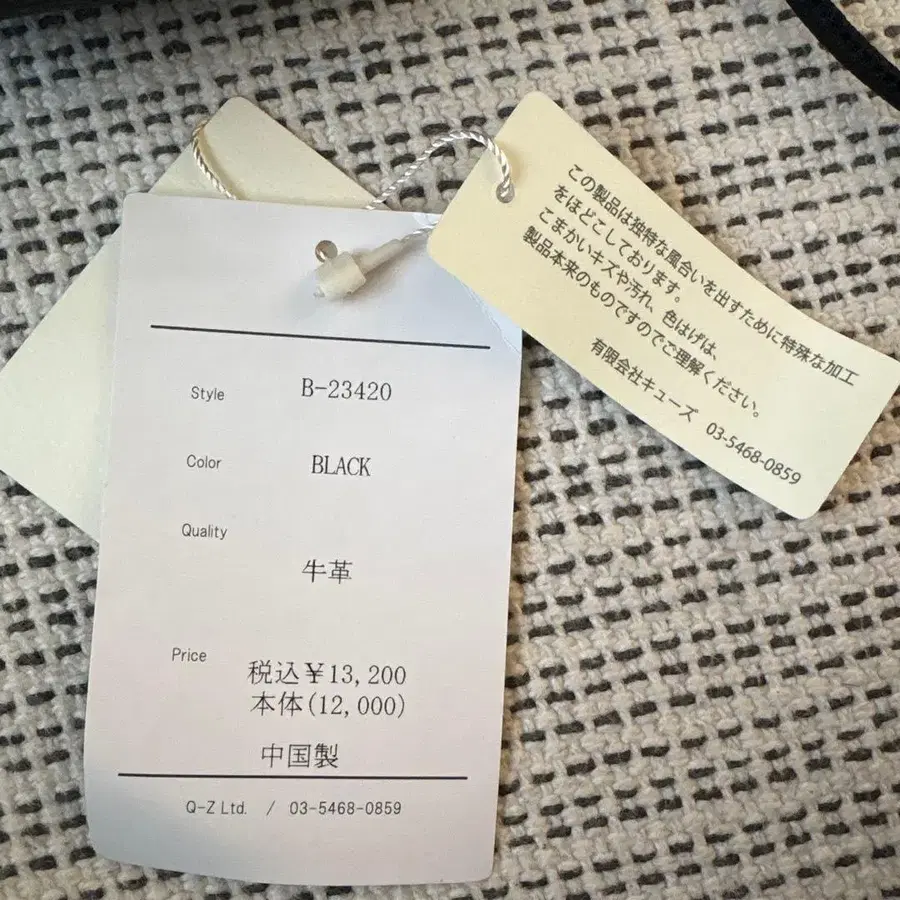 Style B-23420
Color BLACK
Quality
牛革
Price
税込¥13,200
本体(12,000)
中国製
Q-Z Ltd. / 03-5468-0859
この製品は独特な風合いを出すために特殊な加工
をほどこしております。
こまかいキズや汚れ、色はげは、
製品本来のものですのでご理解ください。
有限会社キューズ 03-5468-0859